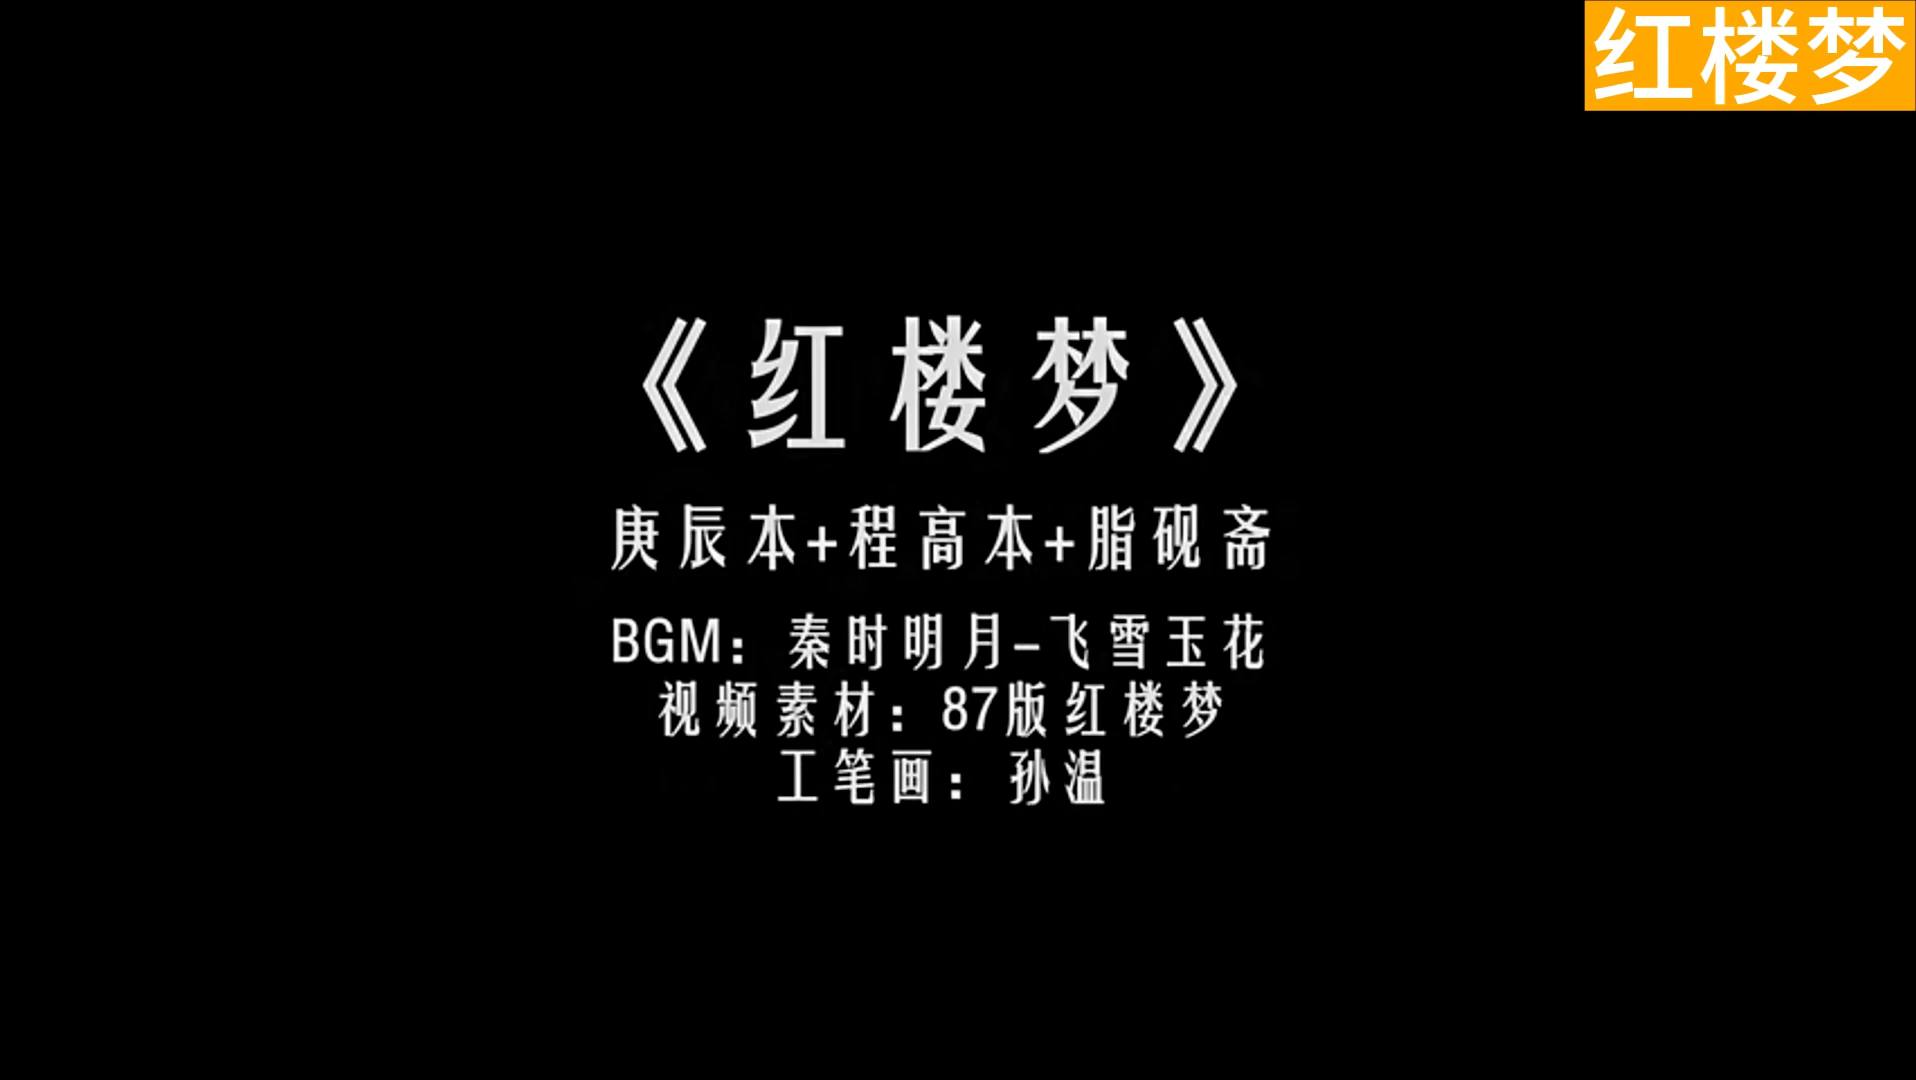 红楼梦
《红楼梦》
庚辰本+程高本+脂砚斋
BGM：秦时明月-飞雪玉花
视频素材：87版红楼梦
工笔画：孙温